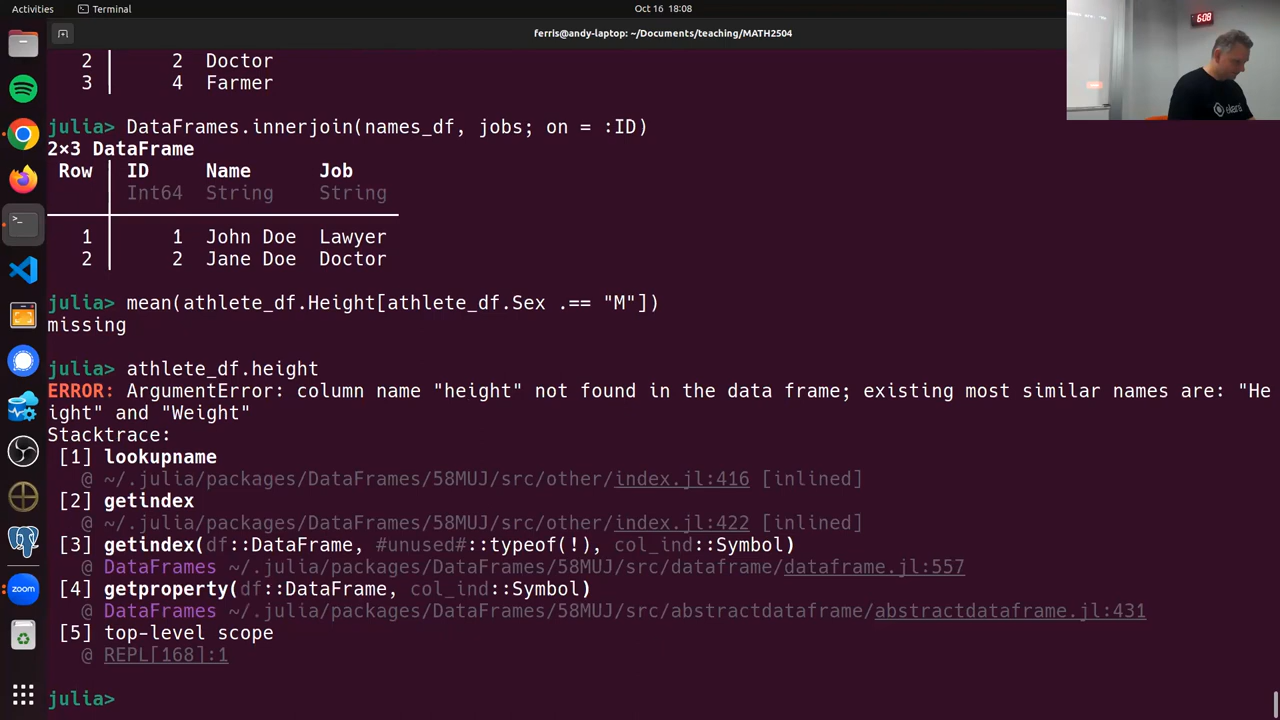 Activities
Terminal
Oct 16 18:08
ferris@andy-laptop: ~/Documents/teaching/MATH2504
6:08
2 │ 2 Doctor
3 │ 4 Farmer
julia> DataFrames.innerjoin(names_df, jobs; on = :ID)
2×3 DataFrame
Row │ ID Name Job
│ Int64 String String
1 │ 1 John Doe Lawyer
2 │ 2 Jane Doe Doctor
julia> mean(athlete_df.Height[athlete_df.Sex .== "M"])
missing
julia> athlete_df.height
ERROR: ArgumentError: column name "height" not found in the data frame; existing most similar names are: "He
ight" and "Weight"
Stacktrace:
[1] lookupname
@ ~/.julia/packages/DataFrames/58MUJ/src/other/index.jl:416 [inlined]
[2] getindex
@ ~/.julia/packages/DataFrames/58MUJ/src/other/index.jl:422 [inlined]
[3] getindex(df::DataFrame, #unused#::typeof(!), col_ind::Symbol)
@ DataFrames ~/.julia/packages/DataFrames/58MUJ/src/dataframe/dataframe.jl:557
[4] getproperty(df::DataFrame, col_ind::Symbol)
@ DataFrames ~/.julia/packages/DataFrames/58MUJ/src/abstractdataframe/abstractdataframe.jl:431
[5] top-level scope
@ REPL[168]:1
julia>
zoom